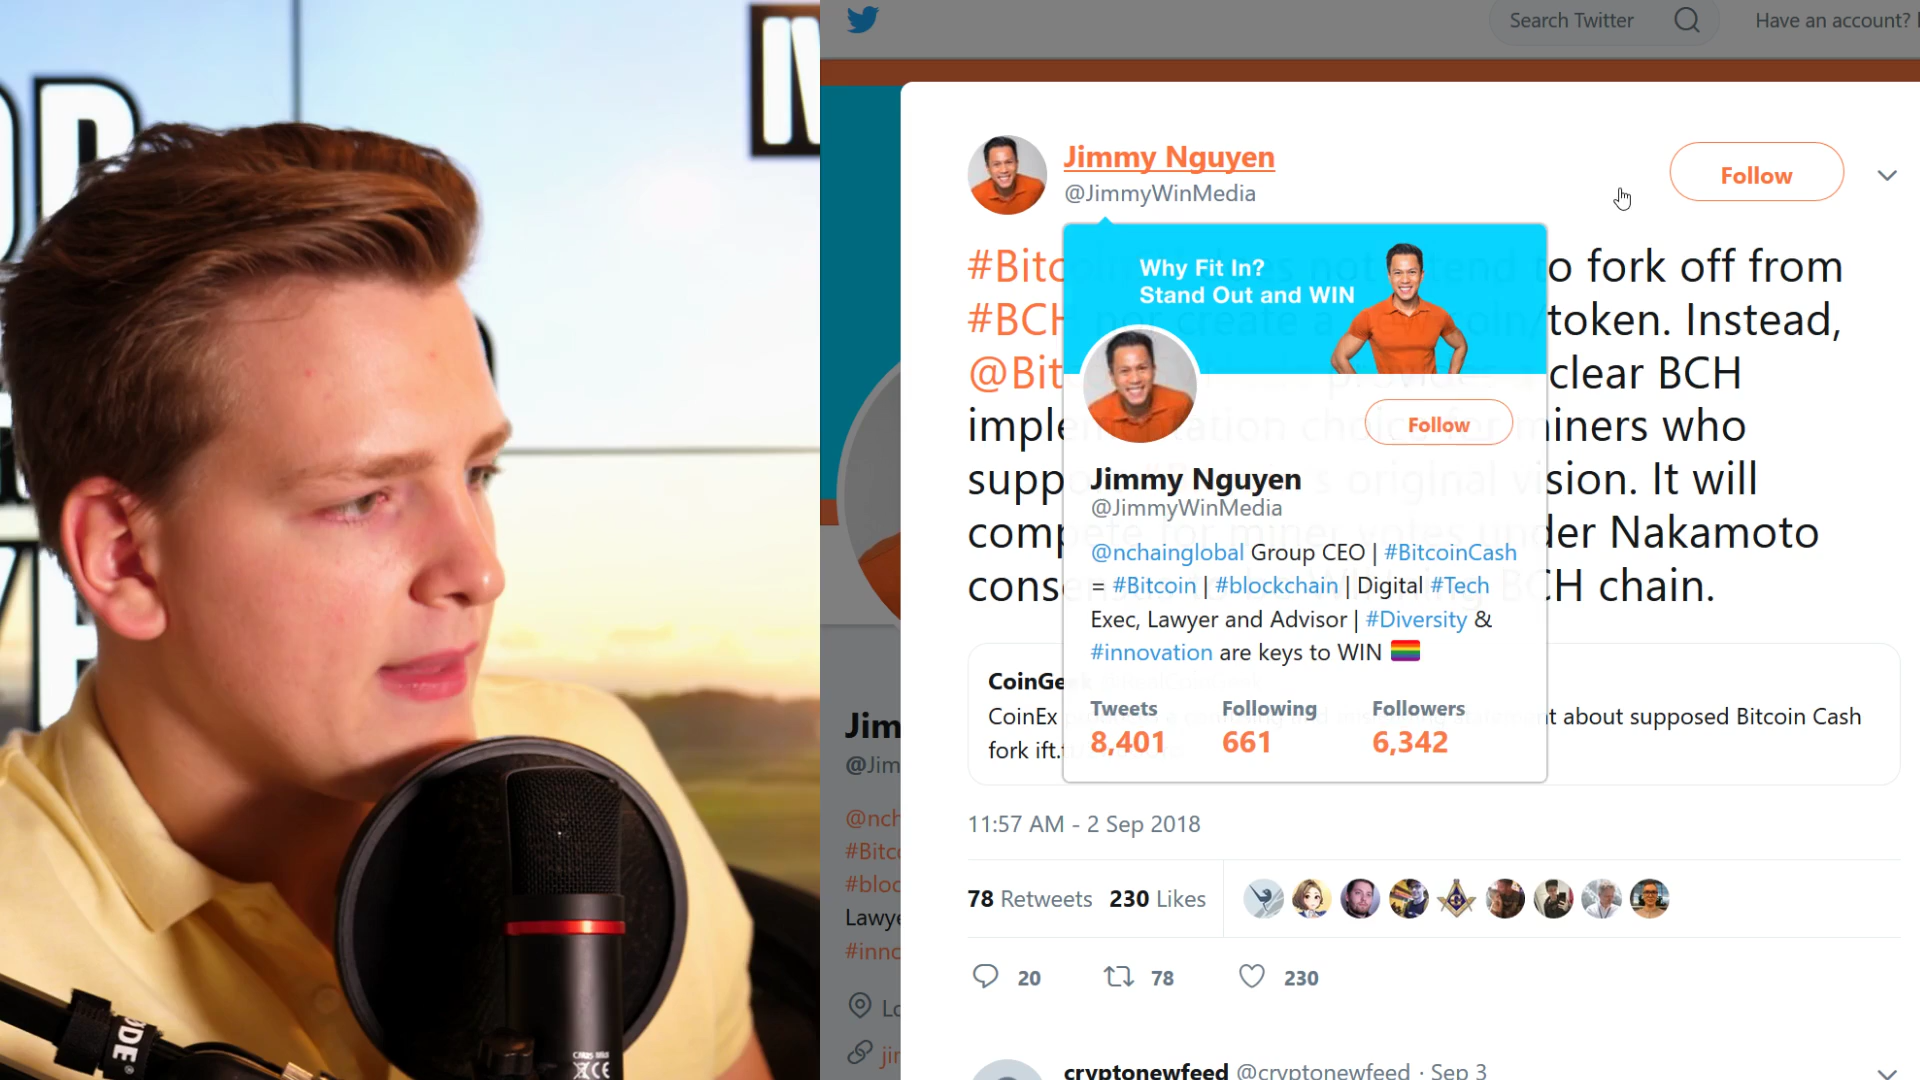 Search Twitter
Have an account?
Jimmy Nguyen
@JimmyWinMedia
Follow
#Bitc
o fork off from
#BCH
token. Instead,
@Bit
clear BCH
imple
iners who
supp
sion. It will
comp
der Nakamoto
cons
H chain.
Why Fit In?
Stand Out and WIN
Follow
Jimmy Nguyen
@JimmyWinMedia
@nchainglobal Group CEO | #BitcoinCash
= #Bitcoin | #blockchain | Digital #Tech
Exec, Lawyer and Advisor | #Diversity &
#innovation are keys to WIN
Tweets Following Followers
8,401 661 6,342
CoinGe
CoinEx
t about supposed Bitcoin Cash
fork ift.
11:57 AM - 2 Sep 2018
78 Retweets 230 Likes
20 78 230
cryptonewfeed @cryptonewfeed · Sep 3
Jim
@Jim
@nch
#Bitc
#bloc
Lawye
#inno
Lo
jir